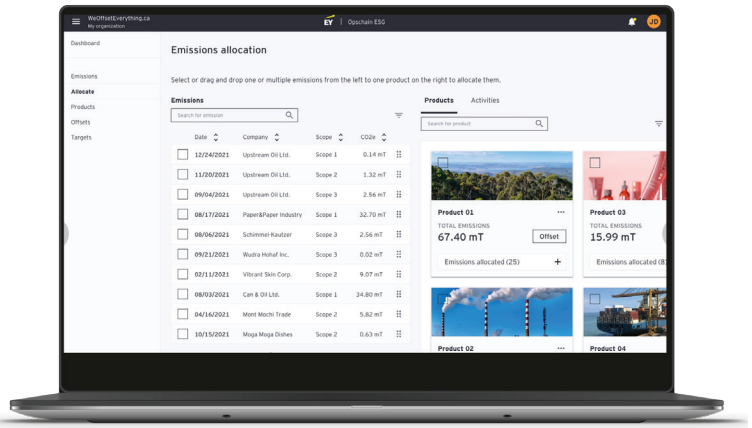 WeOffsetEverything.ca
My organization
EY | Opschain ESG
JD
Dashboard
Emissions
Allocate
Products
Offsets
Targets
Emissions allocation
Select or drag and drop one or multiple emissions from the left to one product on the right to allocate them.
Emissions
Search for emission
Date Company Scope CO2e
12/24/2021 Upstream Oil Ltd. Scope 1 0.14 mT
11/20/2021 Upstream Oil Ltd. Scope 2 1.32 mT
09/04/2021 Upstream Oil Ltd. Scope 3 2.56 mT
08/17/2021 Paper&Paper Industry Scope 1 32.70 mT
08/06/2021 Schimmel-Kautzer Scope 3 2.56 mT
09/21/2021 Wudra Hohaf Inc. Scope 3 0.02 mT
02/11/2021 Vibrant Skin Corp. Scope 2 9.07 mT
08/03/2021 Can & Oil Ltd. Scope 1 34.80 mT
04/16/2021 Mont Mochi Trade Scope 2 5.82 mT
10/15/2021 Moga Moga Dishes Scope 2 0.63 mT
Products Activities
Search for product
Product 01 ...
TOTAL EMISSIONS
67.40 mT Offset
Emissions allocated (25) +
Product 03
TOTAL EMISSIONS
15.99 mT
Emissions allocated (8)
Product 02 ...
Product 04